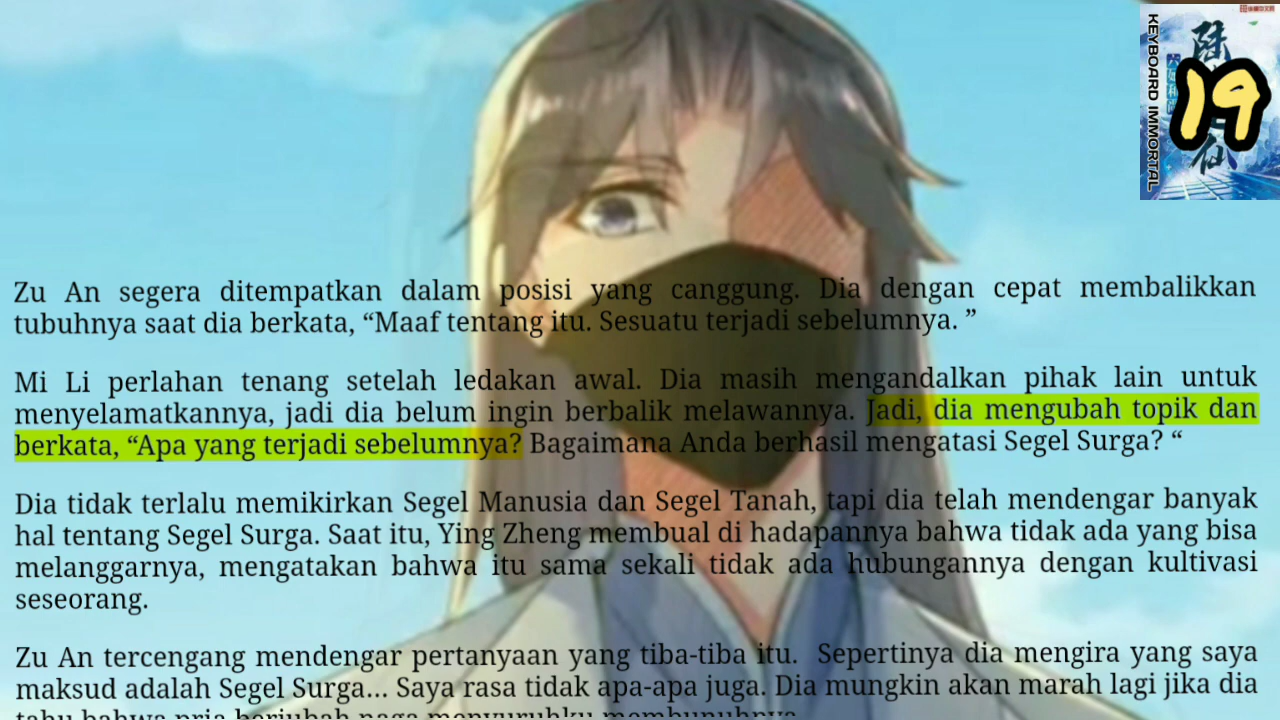 KEYBOARD IMMORTAL
19
Zu An segera ditempatkan dalam posisi yang canggung. Dia dengan cepat membalikkan
tubuhnya saat dia berkata, “Maaf tentang itu. Sesuatu terjadi sebelumnya. ”
Mi Li perlahan tenang setelah ledakan awal. Dia masih mengandalkan pihak lain untuk
menyelamatkannya, jadi dia belum ingin berbalik melawannya. Jadi, dia mengubah topik dan
berkata, “Apa yang terjadi sebelumnya? Bagaimana Anda berhasil mengatasi Segel Surga? “
Dia tidak terlalu memikirkan Segel Manusia dan Segel Tanah, tapi dia telah mendengar banyak
hal tentang Segel Surga. Saat itu, Ying Zheng membual di hadapannya bahwa tidak ada yang bisa
melanggarnya, mengatakan bahwa itu sama sekali tidak ada hubungannya dengan kultivasi
seseorang.
Zu An tercengang mendengar pertanyaan yang tiba-tiba itu. Sepertinya dia mengira yang saya
maksud adalah Segel Surga... Saya rasa tidak apa-apa juga. Dia mungkin akan marah lagi jika dia
tahu bahwa pria berjubah naga menyuruhku membunuhnya.